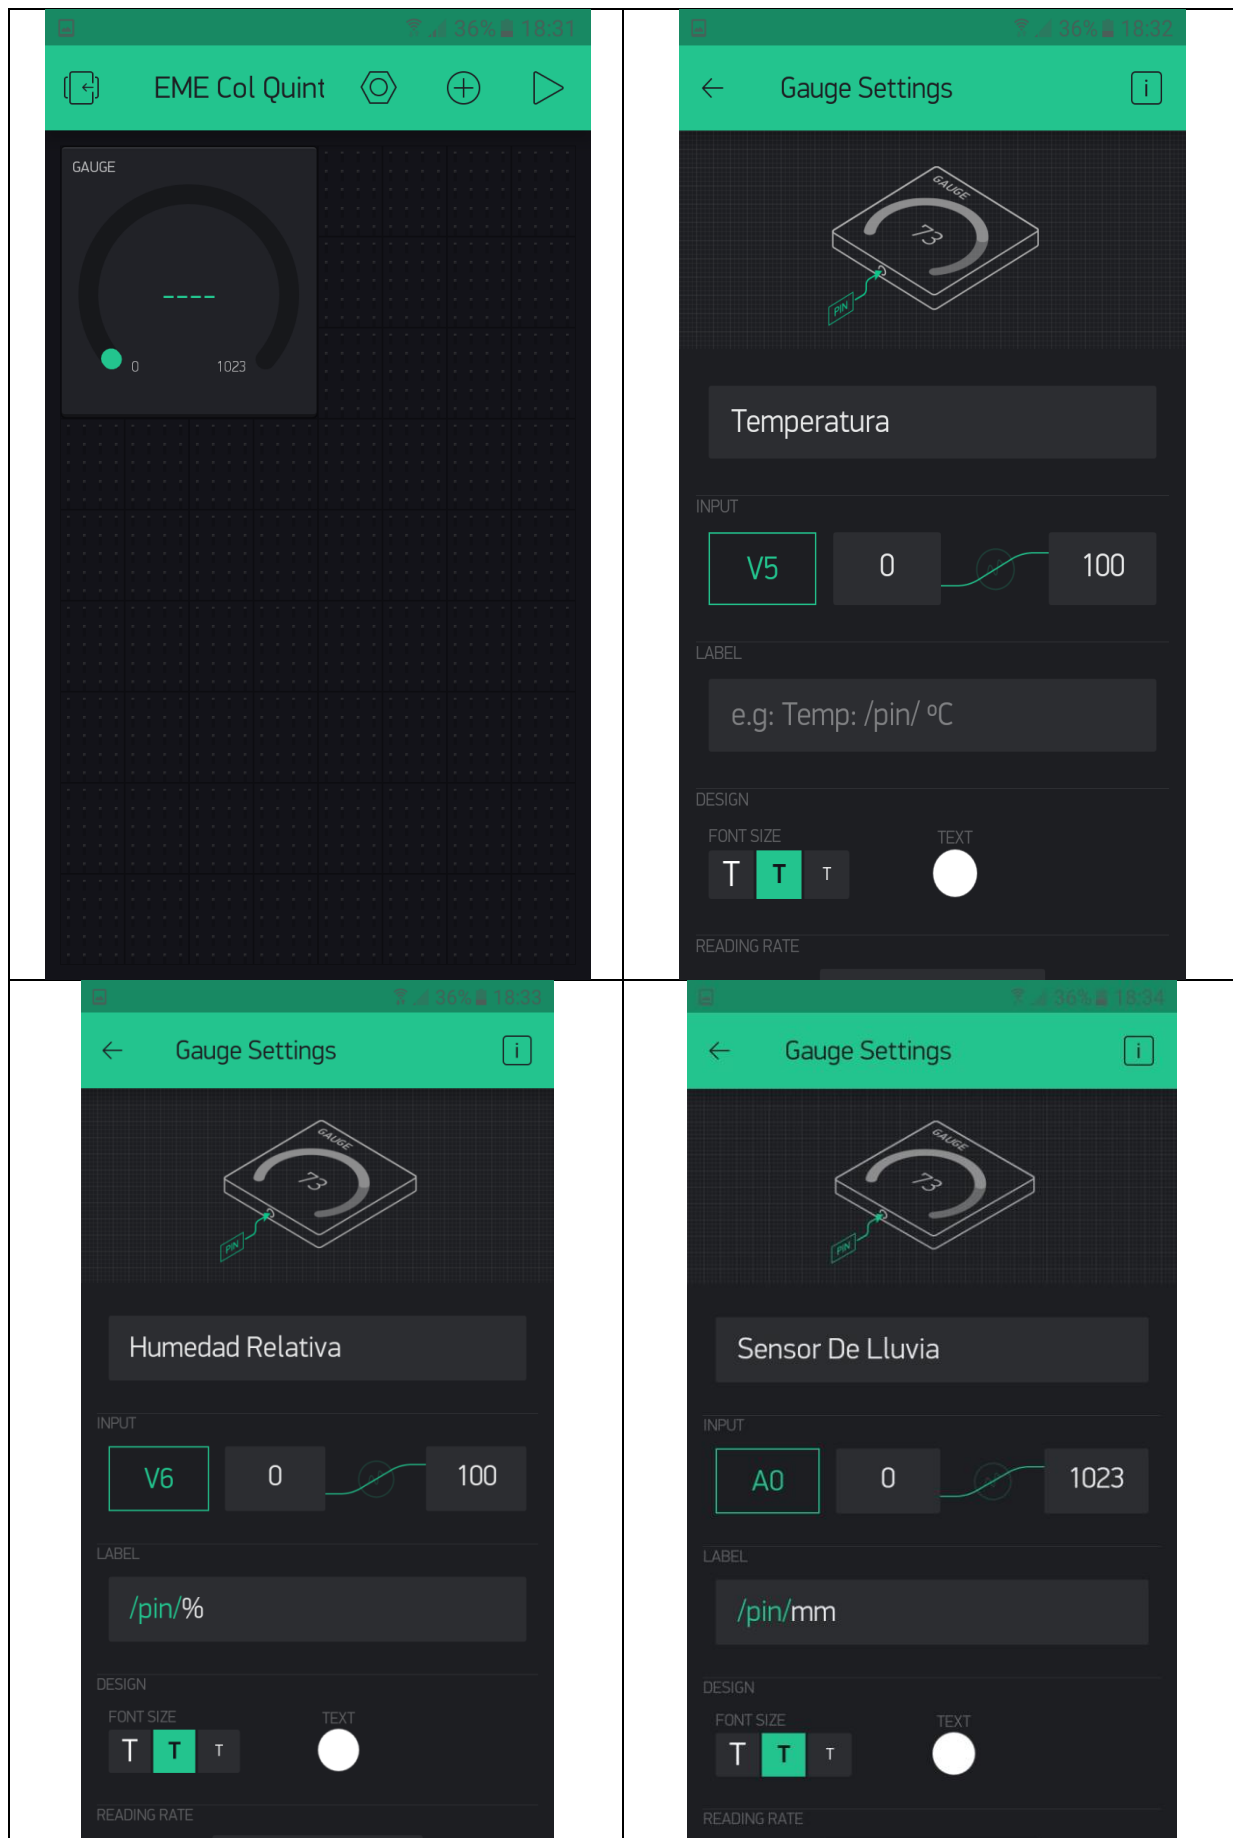 36% 18:31
EME Col Quint
GAUGE
----
0 1023
36% 18:32
Gauge Settings i
GAUGE
73
PIN
Temperatura
INPUT
V5 0 100
LABEL
e.g: Temp: /pin/ ºC
DESIGN
FONT SIZE TEXT
T T T
READING RATE
36% 18:33
Gauge Settings i
GAUGE
73
PIN
Humedad Relativa
INPUT
V6 0 100
LABEL
/pin/%
DESIGN
FONT SIZE TEXT
T T T
READING RATE
36% 18:34
Gauge Settings i
GAUGE
73
PIN
Sensor De Lluvia
INPUT
A0 0 1023
LABEL
/pin/mm
DESIGN
FONT SIZE TEXT
T T T
READING RATE